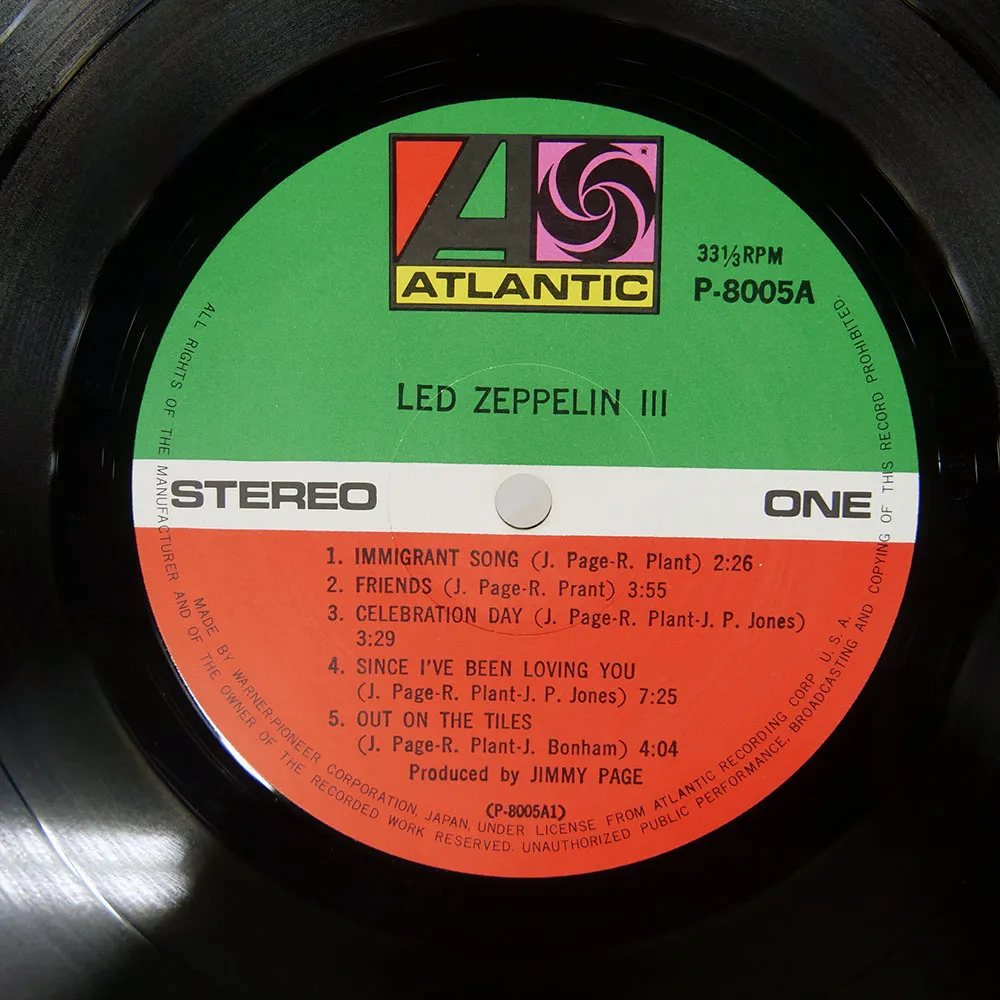 ATLANTIC
33⅓RPM
P-8005A
LED ZEPPELIN III
STEREO
ONE
1. IMMIGRANT SONG (J. Page-R. Plant) 2:26
2. FRIENDS (J. Page-R. Prant) 3:55
3. CELEBRATION DAY (J. Page-R. Plant-J. P. Jones)
3:29
4. SINCE I'VE BEEN LOVING YOU
(J. Page-R. Plant-J. P. Jones) 7:25
5. OUT ON THE TILES
(J. Page-R. Plant-J. Bonham) 4:04
Produced by JIMMY PAGE
(P-8005A1)
MADE BY WARNER-PIONEER CORPORATION, JAPAN, UNDER LICENSE FROM ATLANTIC RECORDING CORP U. S. A.
ALL RIGHTS OF THE MANUFACTURER AND OF THE OWNER OF THE RECORDED WORK RESERVED. UNAUTHORIZED PUBLIC PERFORMANCE, BROADCASTING AND COPYING OF THIS RECORD PROHIBITED.